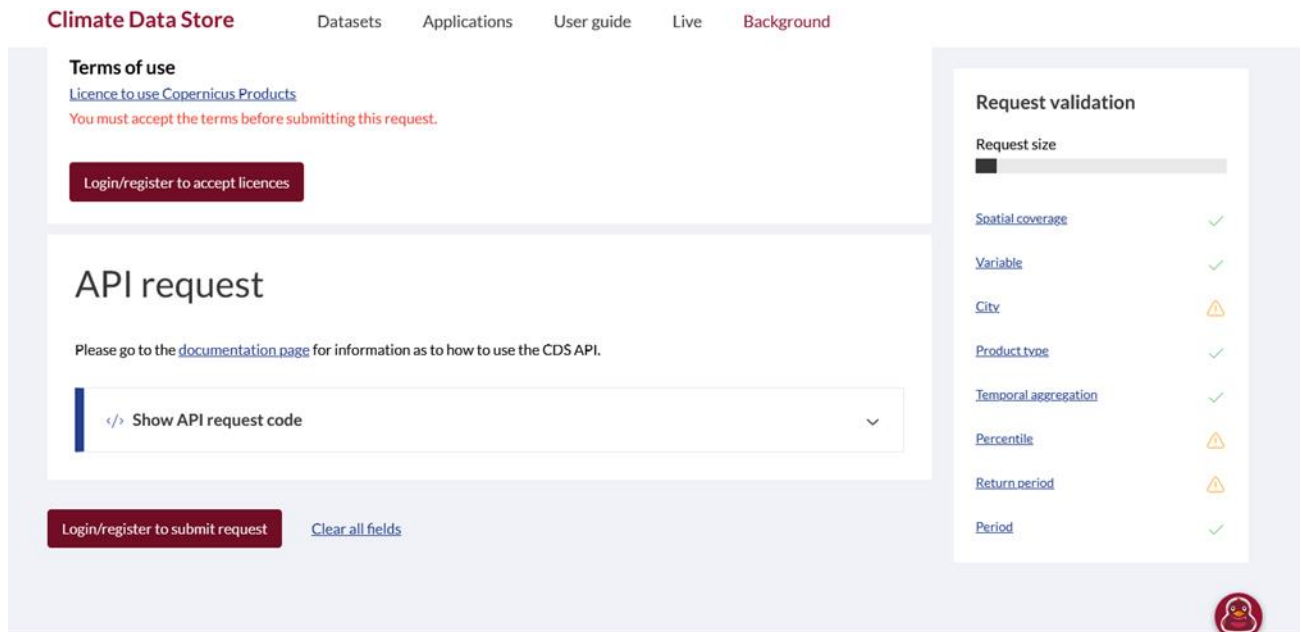 Climate Data Store Datasets Applications User guide Live Background
Terms of use
Licence to use Copernicus Products
You must accept the terms before submitting this request.
Login/register to accept licences
API request
Please go to the documentation page for information as to how to use the CDS API.
</> Show API request code
Login/register to submit request Clear all fields
Request validation
Request size
Spatial coverage
Variable
City
Product type
Temporal aggregation
Percentile
Return period
Period